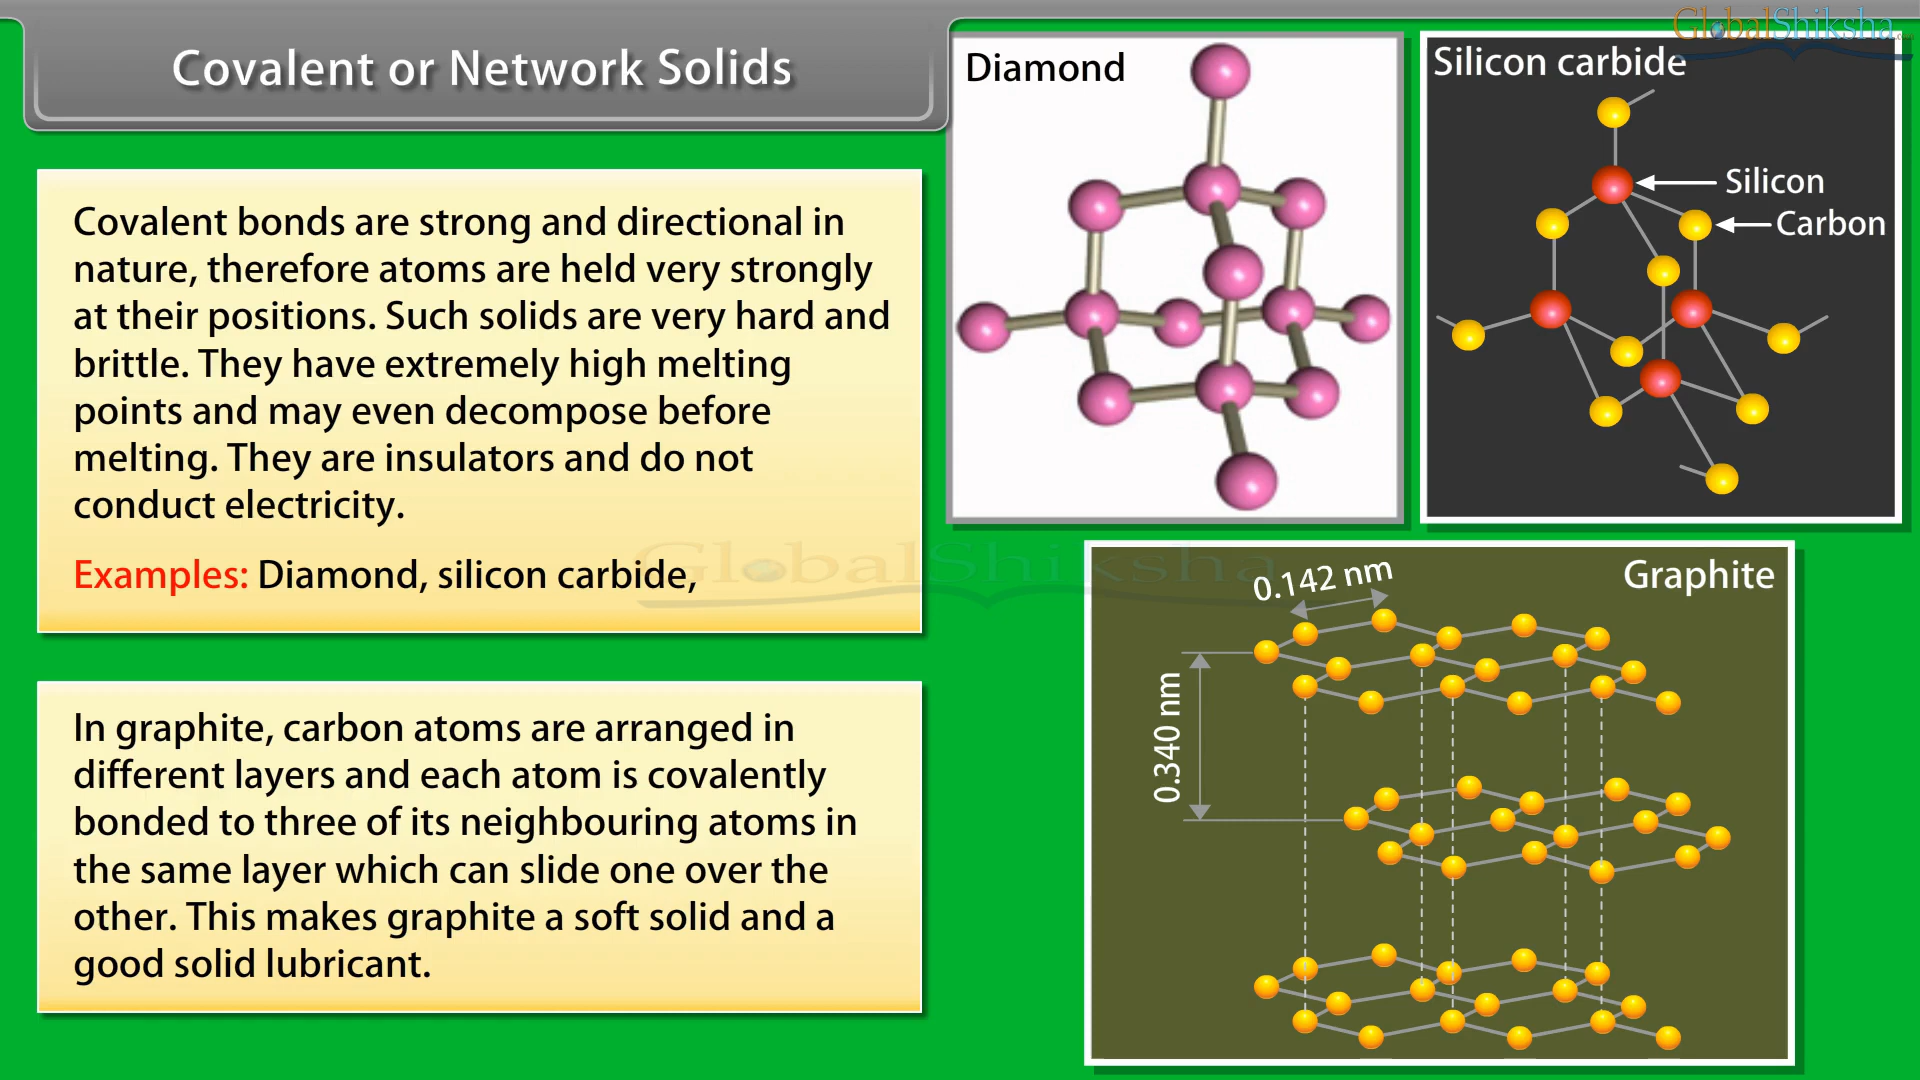 Covalent or Network Solids
Covalent bonds are strong and directional in
nature, therefore atoms are held very strongly
at their positions. Such solids are very hard and
brittle. They have extremely high melting
points and may even decompose before
melting. They are insulators and do not
conduct electricity.
Examples: Diamond, silicon carbide,
In graphite, carbon atoms are arranged in
different layers and each atom is covalently
bonded to three of its neighbouring atoms in
the same layer which can slide one over the
other. This makes graphite a soft solid and a
good solid lubricant.
Diamond
GlobalShiksha.com
Silicon carbide
Silicon
Carbon
GlobalShiksha
Graphite
0.142 nm
0.340 nm